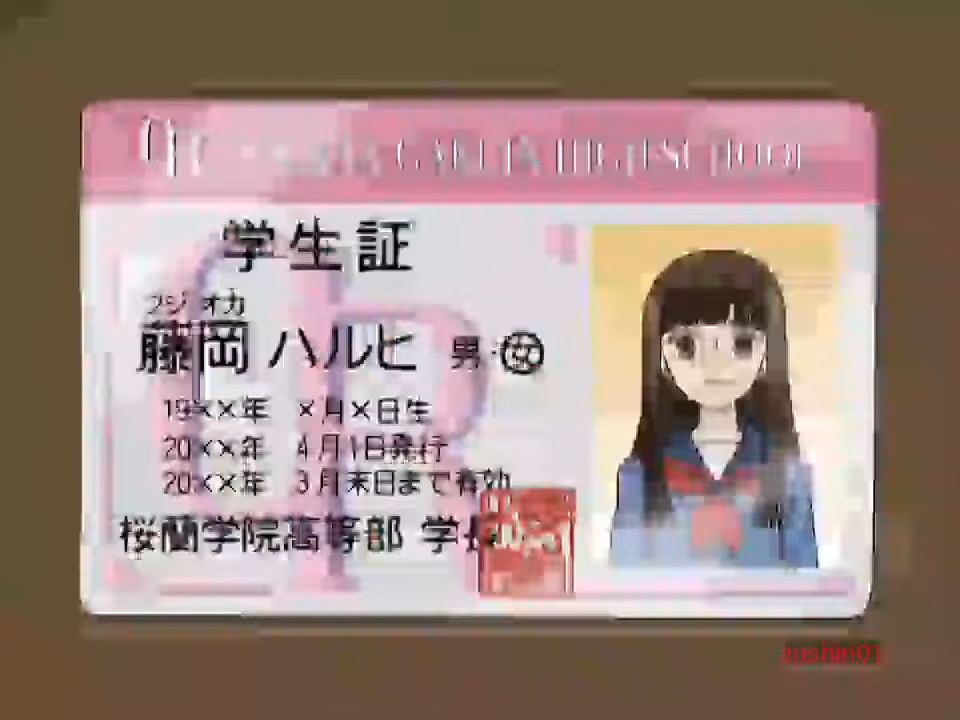 GAKUIN HIGH SCHOOL
学生証
フジオカ
藤岡 ハルヒ 男・女
19××年 ×月×日生
20××年 4月1日発行
20××年 3月末日まで有効
桜蘭学院高等部 学長